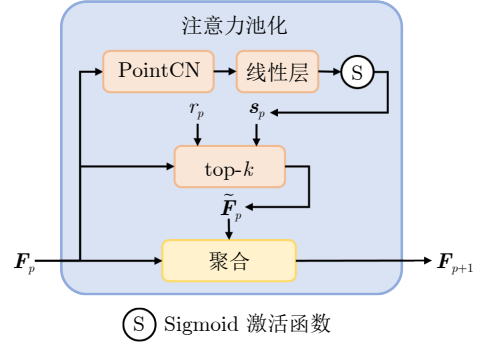 注意力池化
PointCN 线性层 S
r_p s_p
top-k
F̃_p
F_p 聚合 F_{p+1}
S Sigmoid 激活函数